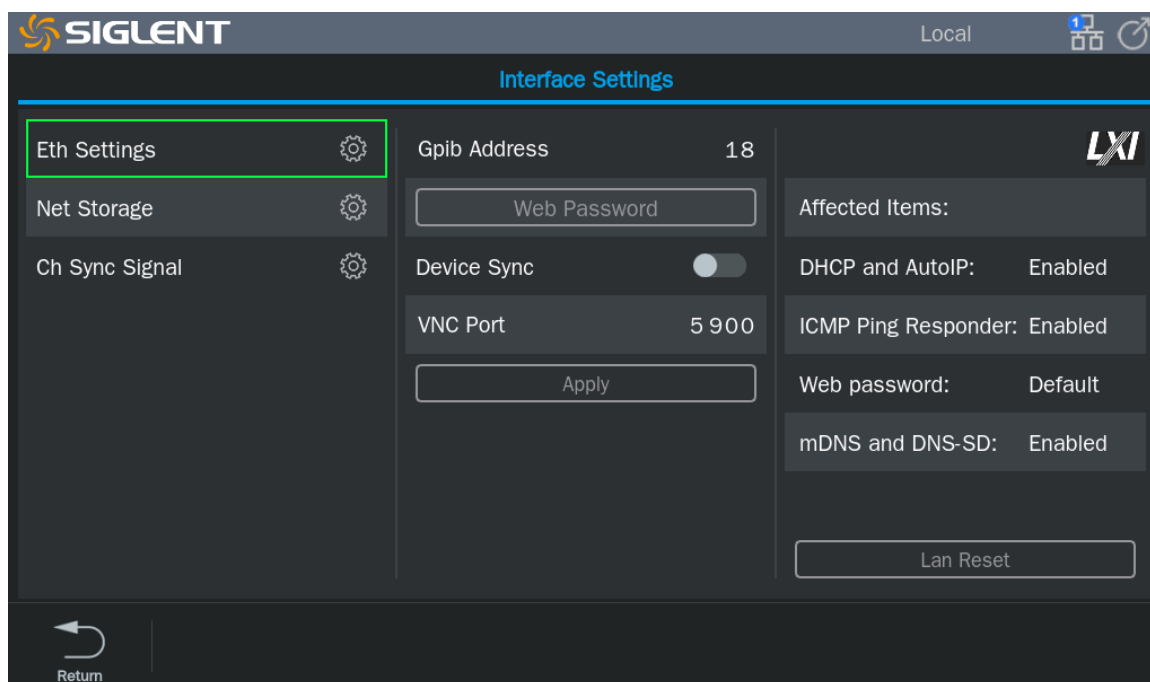 SIGLENT
Local
1
Interface Settings
Eth Settings
Net Storage
Ch Sync Signal
Gpib Address 18
Web Password
Device Sync
VNC Port 5900
Apply
LXI
Affected Items:
DHCP and AutoIP: Enabled
ICMP Ping Responder: Enabled
Web password: Default
mDNS and DNS-SD: Enabled
Lan Reset
Return